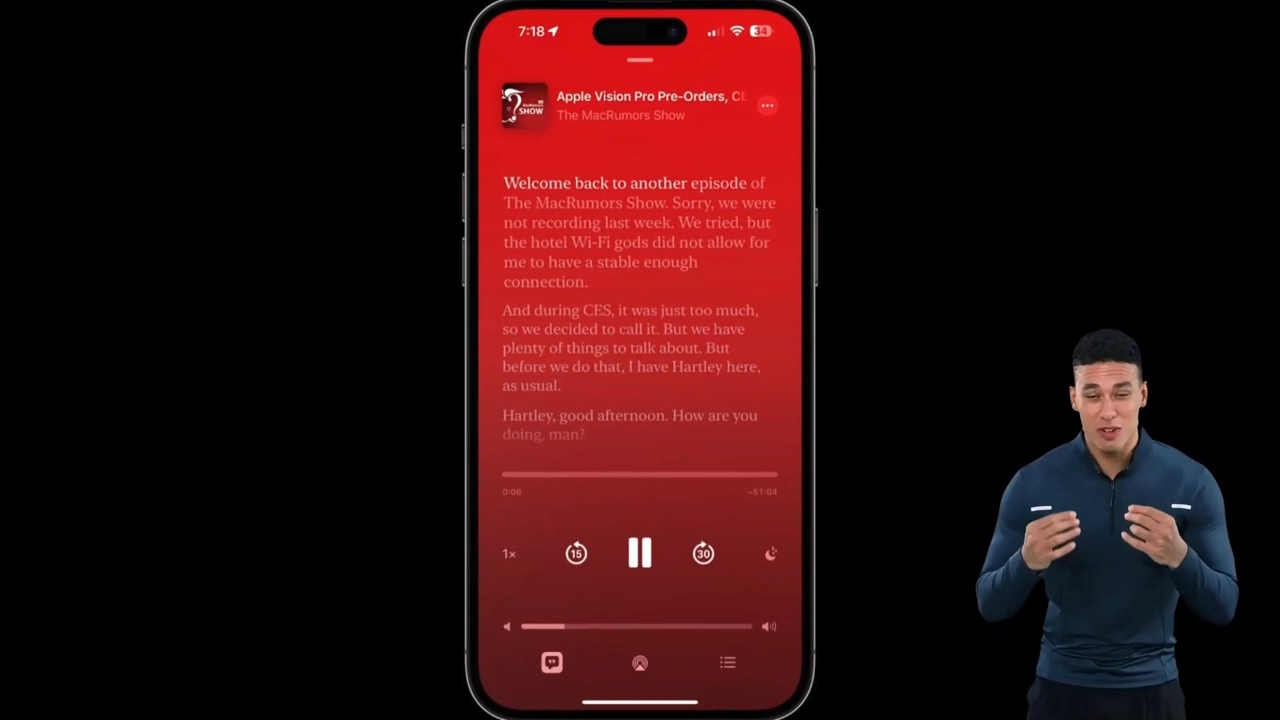 7:18
34
Apple Vision Pro Pre-Orders, CE
SHOW
The MacRumors Show
Welcome back to another episode of
The MacRumors Show. Sorry, we were
not recording last week. We tried, but
the hotel Wi-Fi gods did not allow for
me to have a stable enough
connection.
And during CES, it was just too much,
so we decided to call it. But we have
plenty of things to talk about. But
before we do that, I have Hartley here,
as usual.
Hartley, good afternoon. How are you
doing, man?
0:06
-51:04
1×
15
30